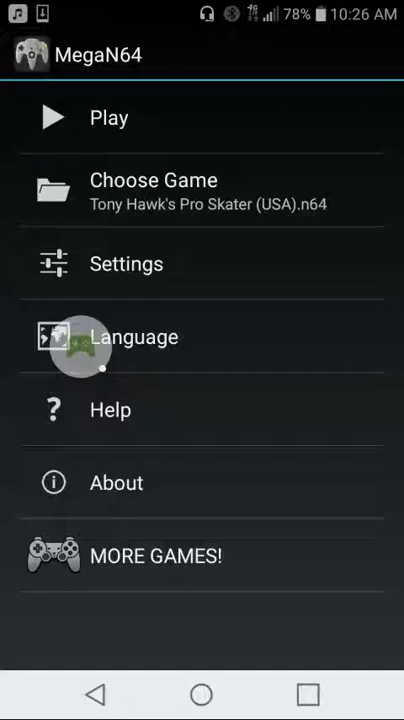 4G
78%
10:26 AM
MegaN64
Play
Choose Game
Tony Hawk's Pro Skater (USA).n64
Settings
Language
Help
About
MORE GAMES!